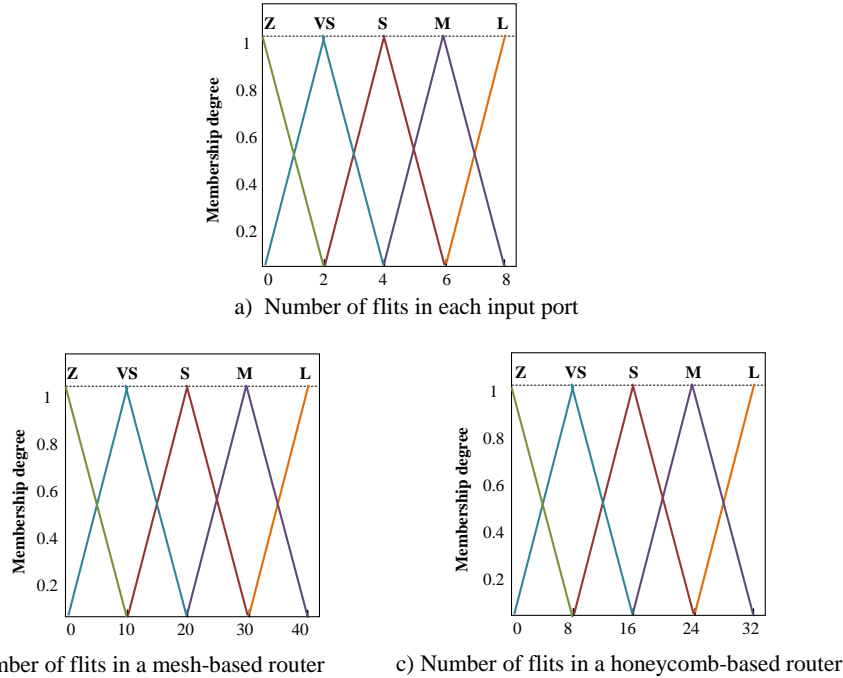 Z VS S M L
1
0.8
0.6
0.4
0.2
Membership degree
0 2 4 6 8
a) Number of flits in each input port
Z VS S M L
1
0.8
0.6
0.4
0.2
Membership degree
0 10 20 30 40
of flits in a mesh-based router
Z VS S M L
1
0.8
0.6
0.4
0.2
Membership degree
0 8 16 24 32
c) Number of flits in a honeycomb-based router